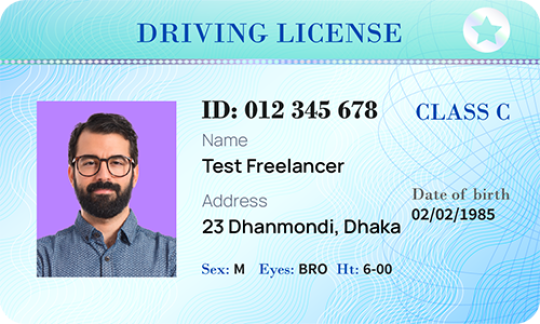 DRIVING LICENSE
ID: 012 345 678
CLASS C
Name
Test Freelancer
Address
23 Dhanmondi, Dhaka
Date of birth
02/02/1985
Sex: M Eyes: BRO Ht: 6-00